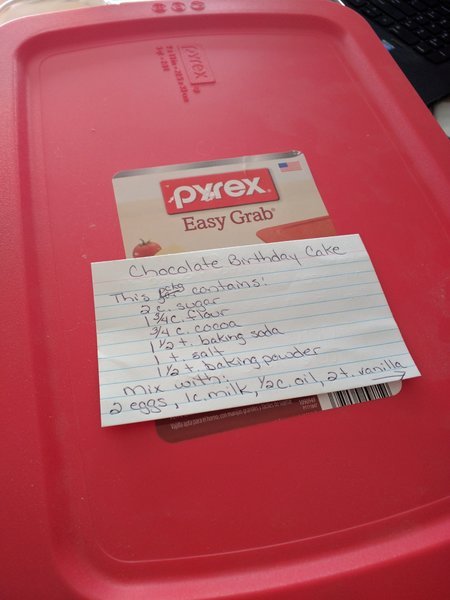 pyrex
pyrex
Easy Grab®
Chocolate Birthday Cake
This pckg contains:
2 c. sugar
1 3/4 c. flour
3/4 c. cocoa
1 1/2 t. baking soda
1 t. salt
1 1/2 t. baking powder
Mix with:
2 eggs, 1c. milk, 1/2 c. oil, 2 t. vanilla